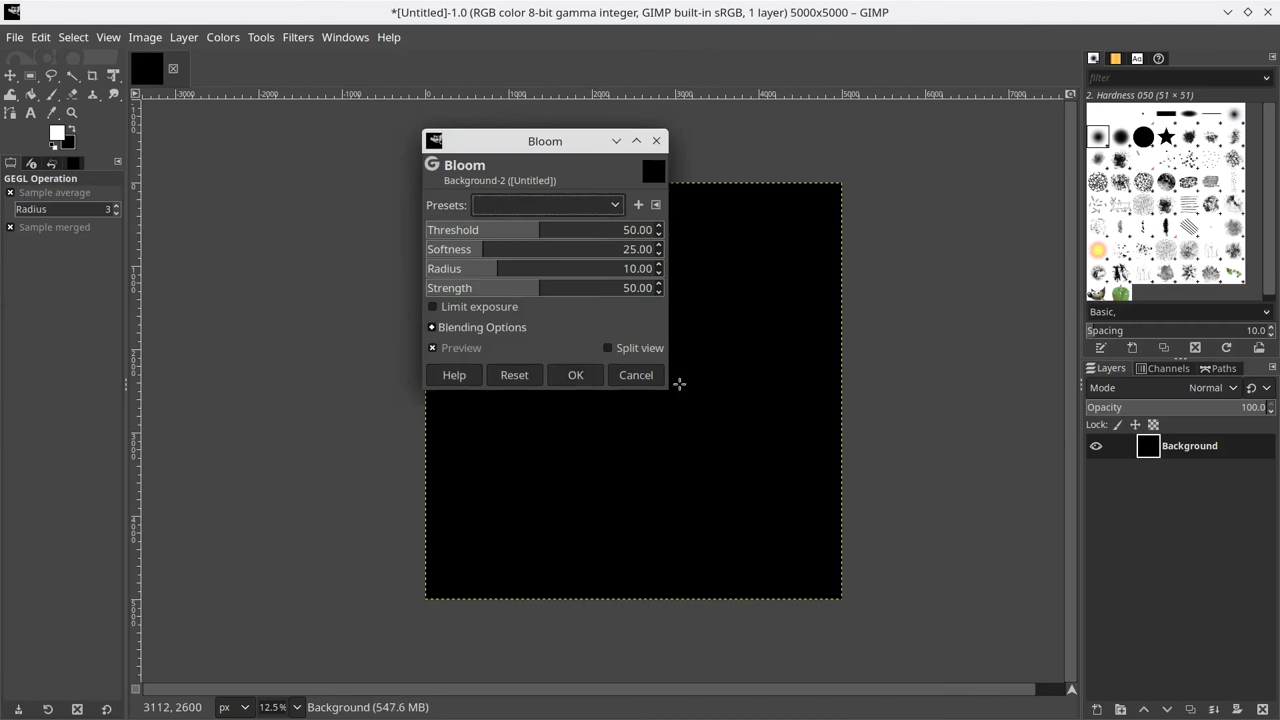 *[Untitled]-1.0 (RGB color 8-bit gamma integer, GIMP built-in sRGB, 1 layer) 5000x5000 – GIMP
File Edit Select View Image Layer Colors Tools Filters Windows Help
GEGL Operation
Sample average
Radius 3
Sample merged
Bloom
Bloom
Background-2 ([Untitled])
Presets:
Threshold 50.00
Softness 25.00
Radius 10.00
Strength 50.00
Limit exposure
Blending Options
Preview Split view
Help Reset OK Cancel
filter
2. Hardness 050 (51 × 51)
Basic,
Spacing 10.0
Layers Channels Paths
Mode Normal
Opacity 100.0
Lock:
Background
3112, 2600 px 12.5% Background (547.6 MB)